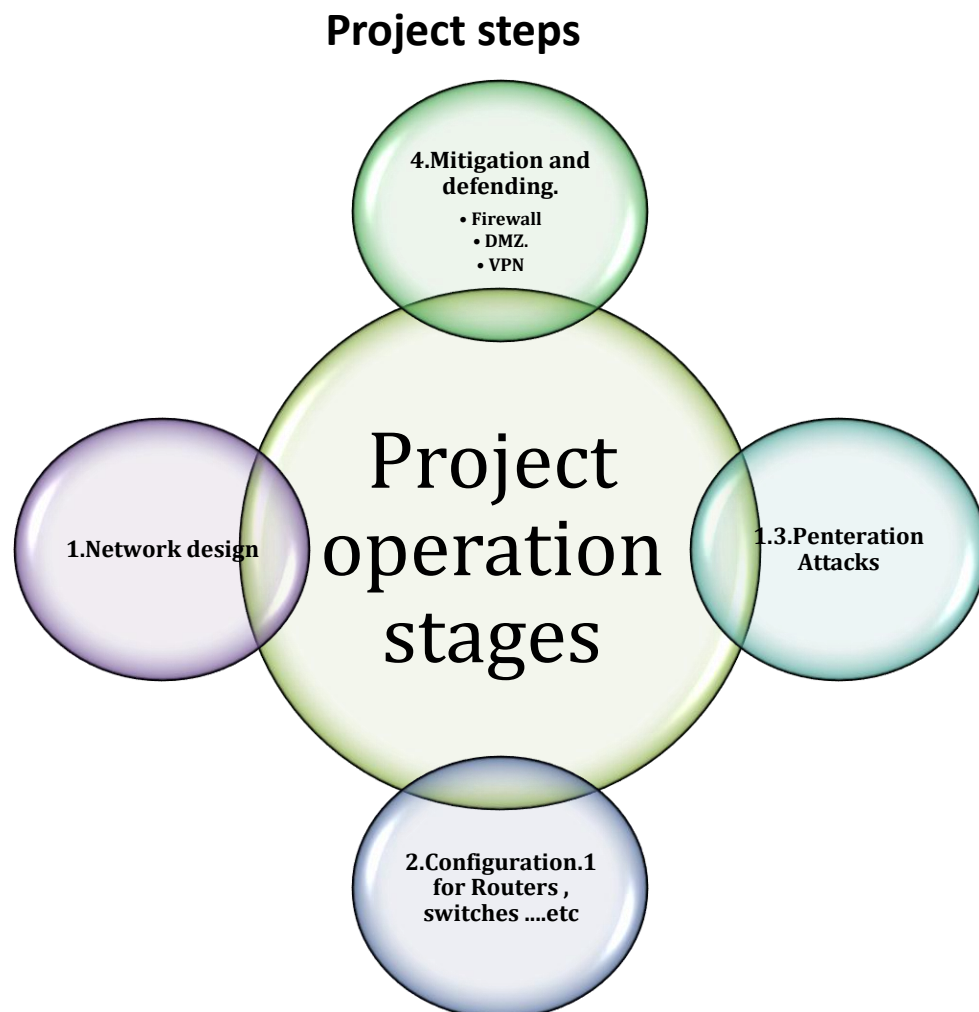 Project steps
4.Mitigation and
defending.
• Firewall
• DMZ.
• VPN
Project
operation
stages
1.Network design
1.3.Penteration
Attacks
2.Configuration.1
for Routers ,
switches ....etc